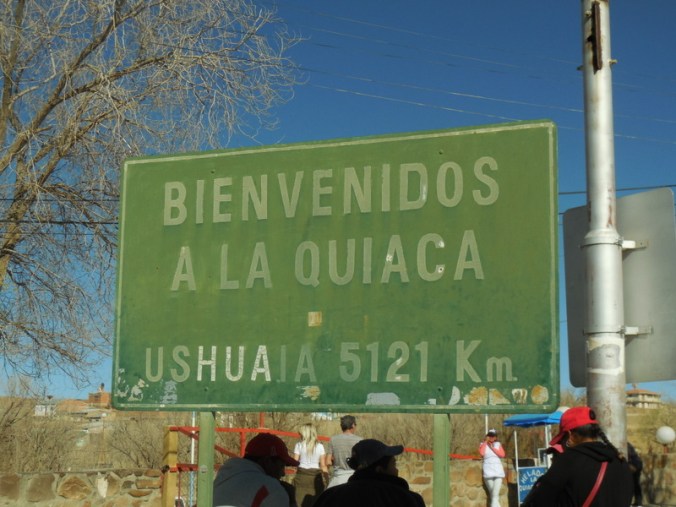 BIENVENIDOS
A LA QUIACA
USHUAIA 5121 Km.